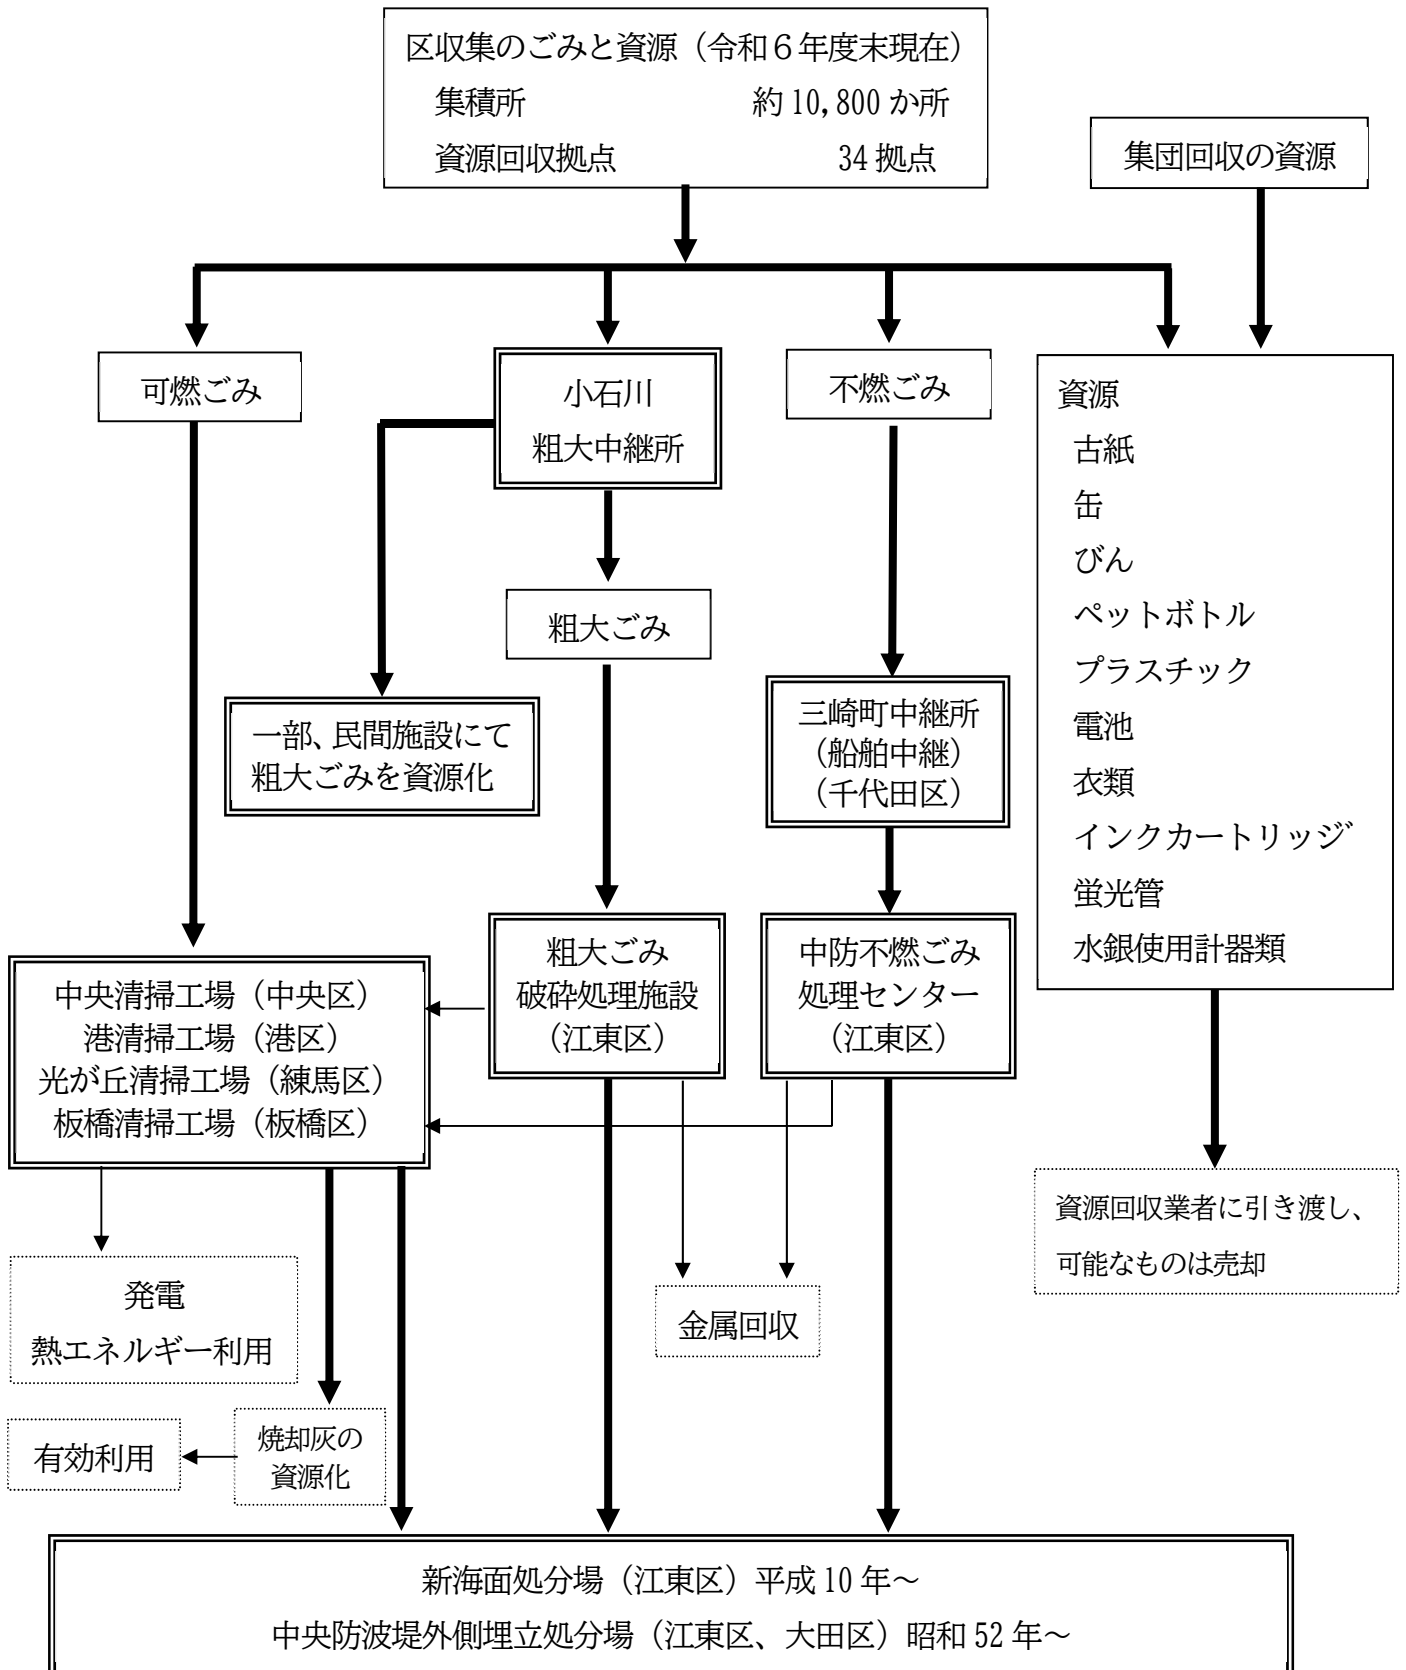 区収集のごみと資源（令和６年度末現在）
集積所 約10,800か所
資源回収拠点 34拠点
集団回収の資源
可燃ごみ
小石川
粗大中継所
不燃ごみ
資源
古紙
缶
びん
ペットボトル
プラスチック
電池
衣類
インクカートリッジ
蛍光管
水銀使用計器類
粗大ごみ
一部、民間施設にて
粗大ごみを資源化
三崎町中継所
（船舶中継）
（千代田区）
中央清掃工場（中央区）
港清掃工場（港区）
光が丘清掃工場（練馬区）
板橋清掃工場（板橋区）
粗大ごみ
破砕処理施設
（江東区）
中防不燃ごみ
処理センター
（江東区）
資源回収業者に引き渡し、
可能なものは売却
発電
熱エネルギー利用
金属回収
焼却灰の
資源化
有効利用
新海面処分場（江東区）平成10年～
中央防波堤外側埋立処分場（江東区、大田区）昭和52年～